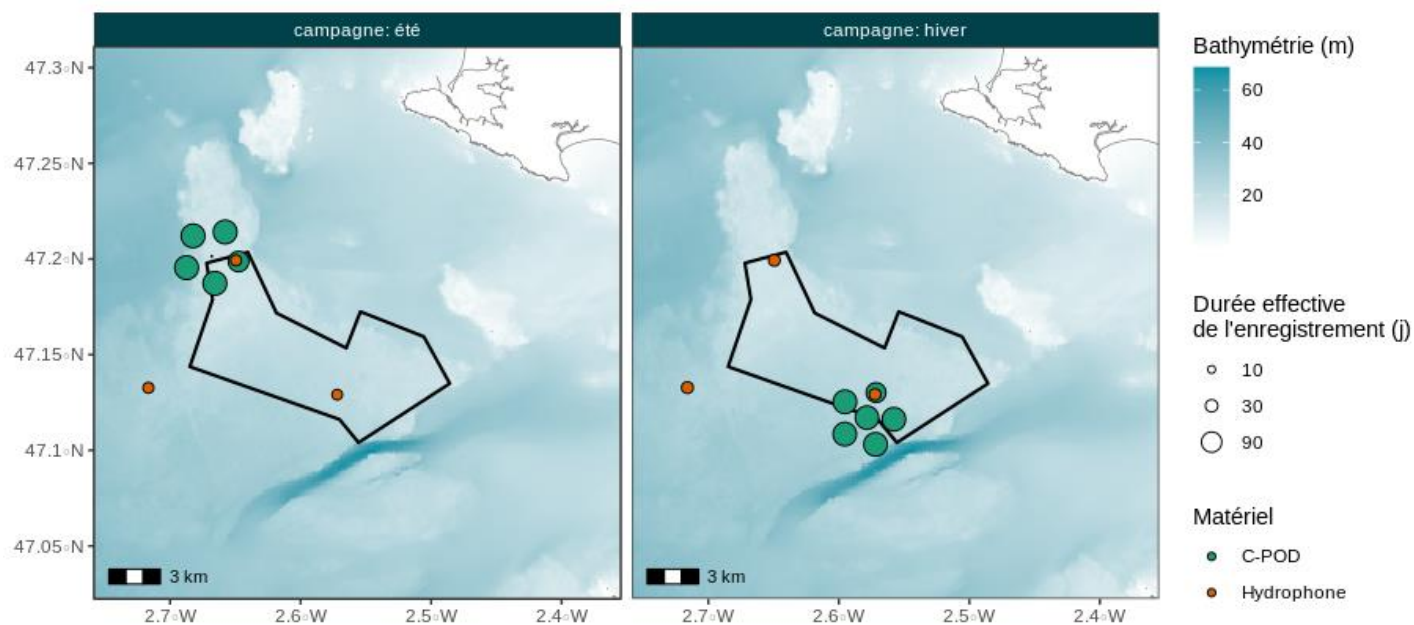 campagne: été
campagne: hiver
47.3◦N
47.25◦N
47.2◦N
47.15◦N
47.1◦N
47.05◦N
3 km
3 km
2.7◦W
2.6◦W
2.5◦W
2.4◦W
2.7◦W
2.6◦W
2.5◦W
2.4◦W
Bathymétrie (m)
60
40
20
Durée effective
de l'enregistrement (j)
10
30
90
Matériel
C-POD
Hydrophone